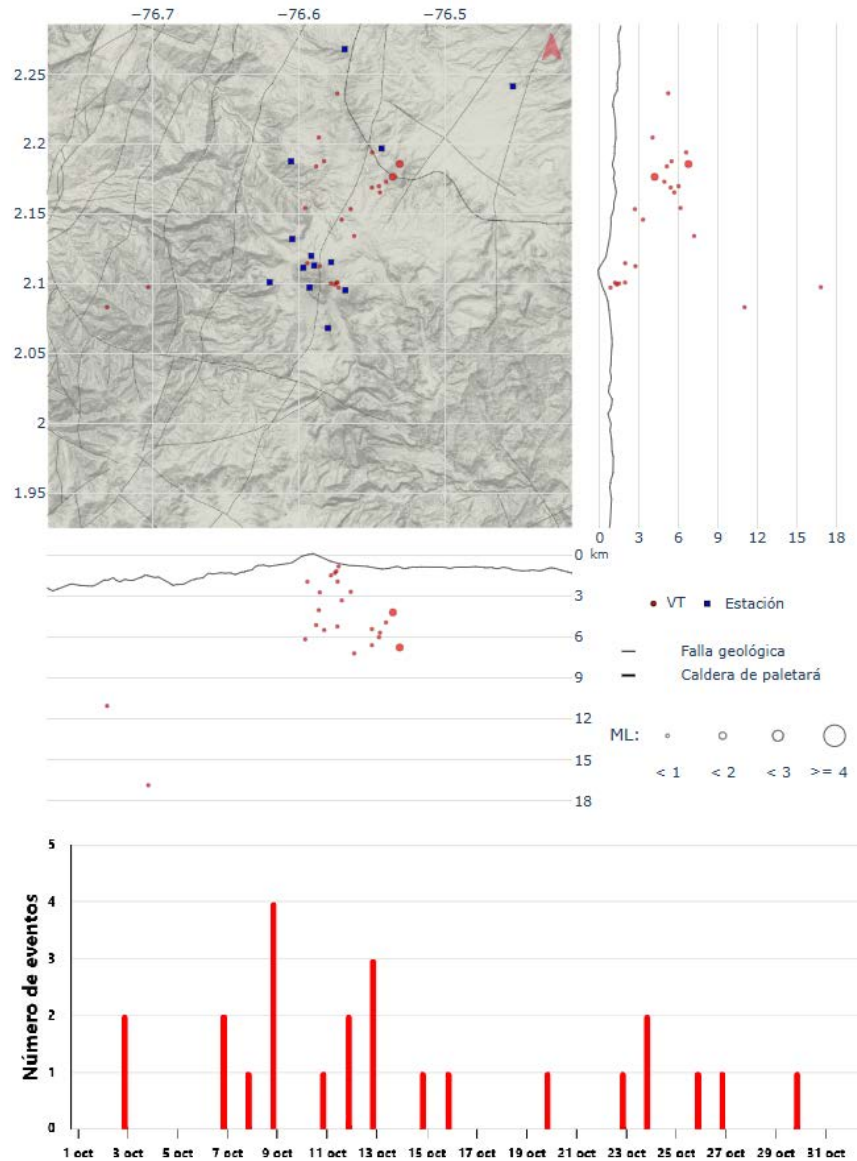 −76.7 −76.6 −76.5
2.25
2.2
2.15
2.1
2.05
2
1.95
0 3 6 9 12 15 18
km
0
3
6
9
12
15
18
VT Estación
Falla geológica
Caldera de paletará
ML:
< 1 < 2 < 3 >= 4
Número de eventos
5
4
3
2
1
0
1 oct 3 oct 5 oct 7 oct 9 oct 11 oct 13 oct 15 oct 17 oct 19 oct 21 oct 23 oct 25 oct 27 oct 29 oct 31 oct